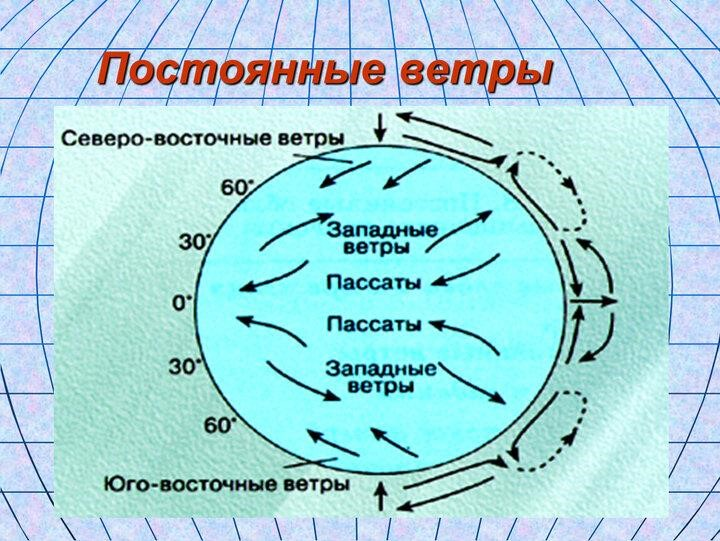 Постоянные ветры
Северо-восточные ветры
60°
30°
Западные
ветры
Пассаты
0°
Пассаты
30°
Западные
ветры
60°
Юго-восточные ветры